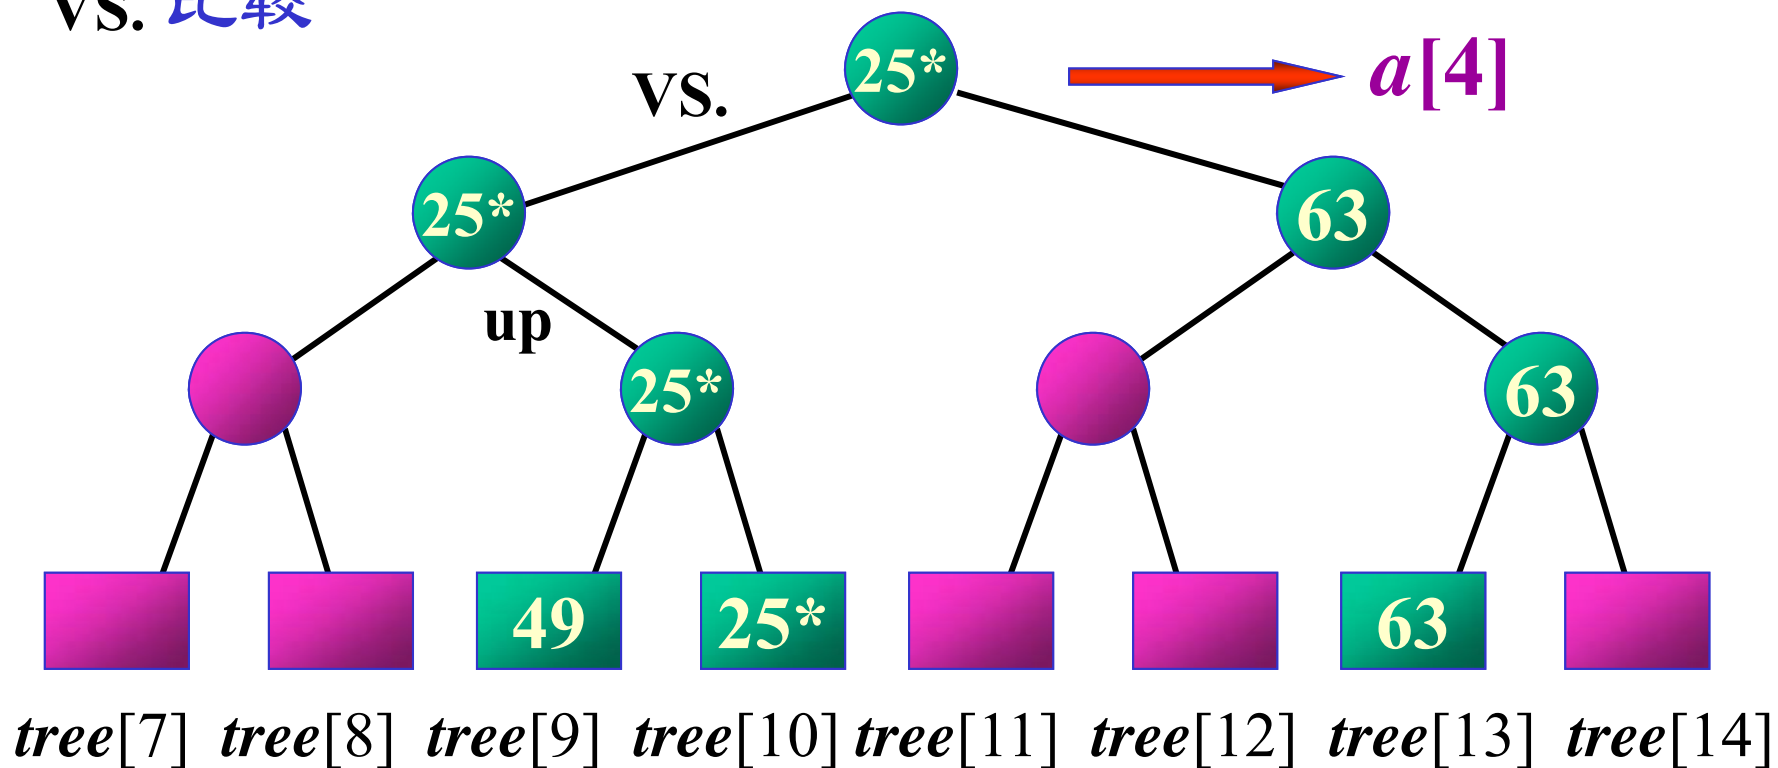 VS. 比較
25*
a[4]
VS.
25*
63
up
25*
63
49
25*
63
tree[7] tree[8] tree[9] tree[10] tree[11] tree[12] tree[13] tree[14]